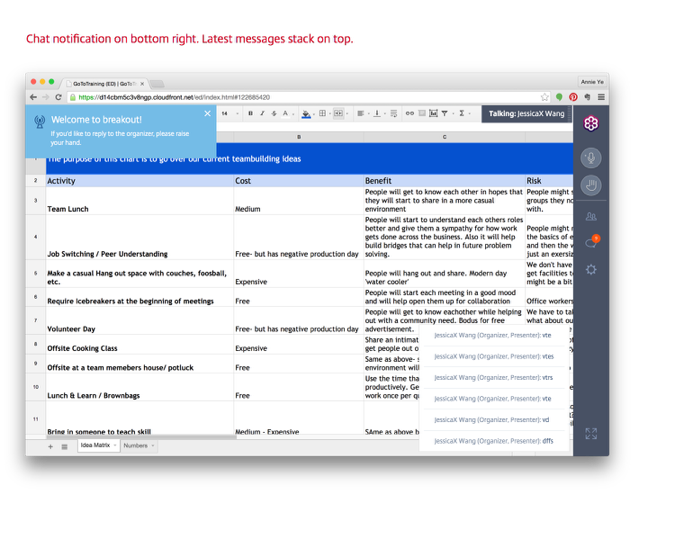 Chat notification on bottom right. Latest messages stack on top.
GoToTraining (ED) | GoTo
Annie Ye
https://d14cbm5c3v8ngp.cloudfront.net/ed/index.html#122685420
Welcome to breakout!
If you'd like to reply to the organizer, please raise
your hand.
14
B I S A
Talking: JessicaX Wang
B C
1 The purpose of this chart is to go over our current teambuilding ideas
2 Activity Cost Benefit Risk
3 Team Lunch Medium
People will get to know each other in hopes that
they will start to share in a more casual
environment
People might
groups they
with.
4 Job Switching / Peer Understanding Free- but has negative production day
People will start to understand each others roles
better and give them a sympathy for how work
gets done across the business. Also it will help
build bridges that can help in future problem
solving.
People might
the basics of
and then the
just an
5 Make a casual Hang out space with couches, foosball,
etc. Expensive
People will hang out and share. Modern day
'water cooler'
We don't have
get facilities
might be a bit
6 Require Icebreakers at the beginning of meetings Free
People will start each meeting in a good mood
and will help open them up for collaboration
Office workers
7 Volunteer Day Free- but has negative production day
People will get to know eachother while helping
out with a community need. Bodus for free
advertisement.
We have to
what about
8 Offsite Cooking Class Expensive
Share an
get people out
9 Offsite at a team memebers house/ potluck Free
Same as above-
environment will
10 Lunch & Learn / Brownbags Free
Use the time
productively.
work once per
11 Bring in someone to teach skill Medium - Expensive SAme as above
JessicaX Wang (Organizer, Presenter): vte
JessicaX Wang (Organizer, Presenter): vtes
JessicaX Wang (Organizer, Presenter): vtrs
JessicaX Wang (Organizer, Presenter): vte
JessicaX Wang (Organizer, Presenter): vd
JessicaX Wang (Organizer, Presenter): dffs
Idea Matrix Numbers